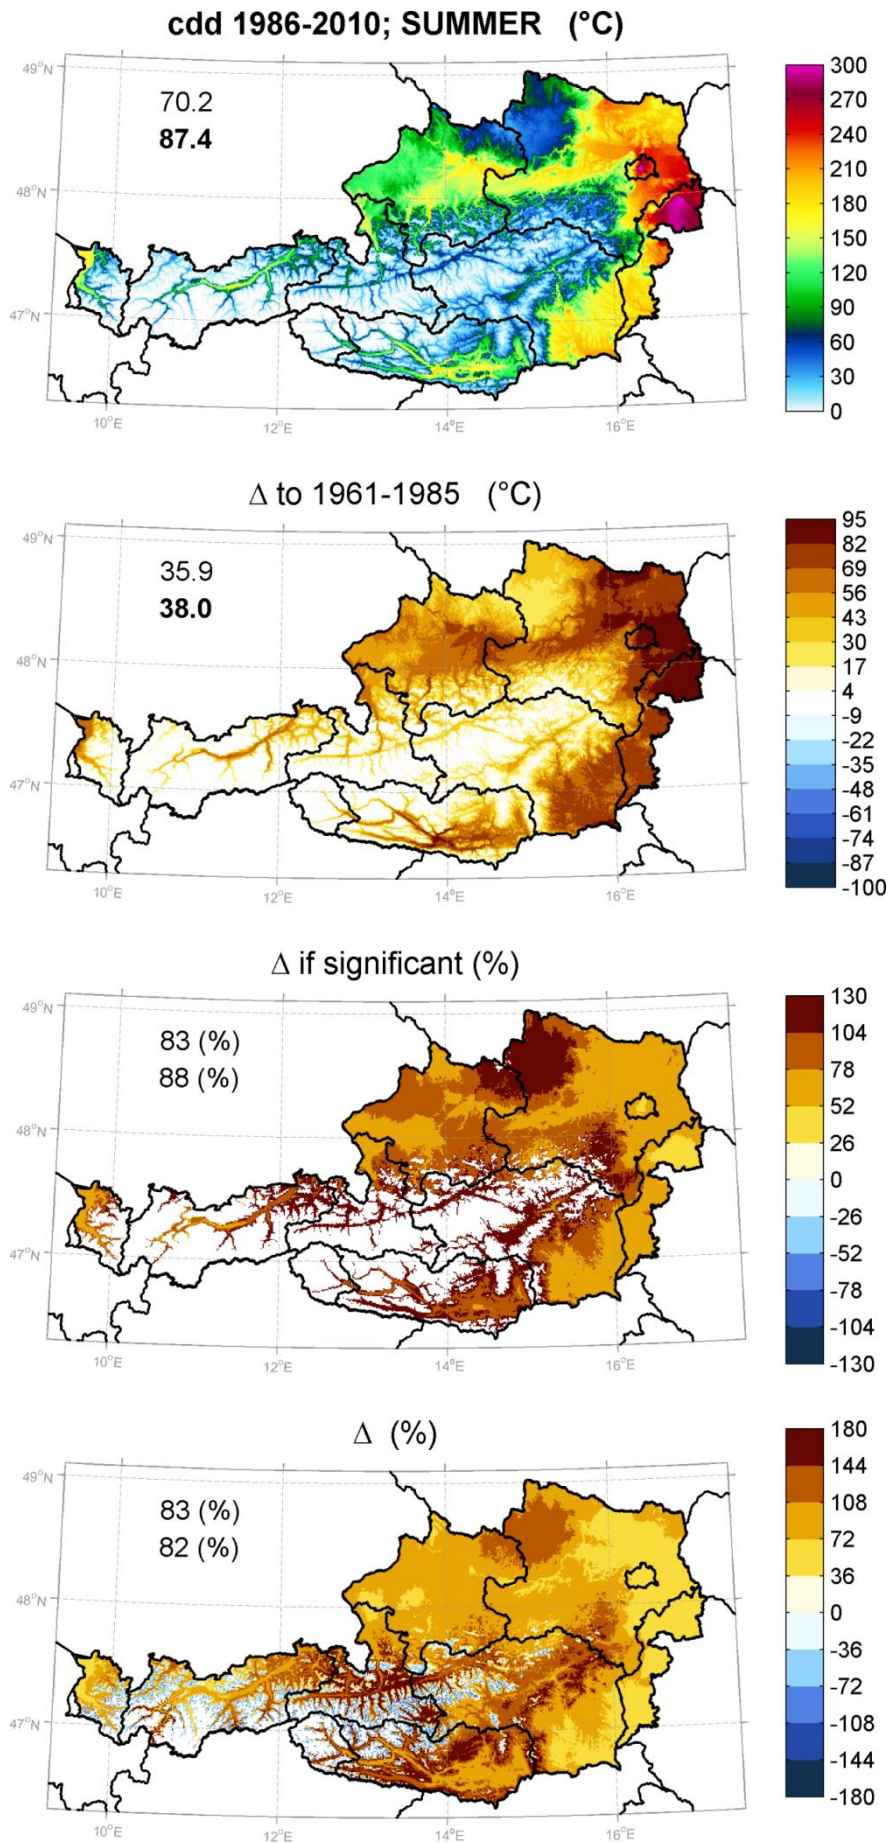 cdd 1986-2010; SUMMER (°C)
49°N
48°N
47°N
10°E
12°E
14°E
16°E
70.2
87.4
300
270
240
210
180
150
120
90
60
30
0
Δ to 1961-1985 (°C)
49°N
48°N
47°N
10°E
12°E
14°E
16°E
35.9
38.0
95
82
69
56
43
30
17
4
-9
-22
-35
-48
-61
-74
-87
-100
Δ if significant (%)
49°N
48°N
47°N
10°E
12°E
14°E
16°E
83 (%)
88 (%)
130
104
78
52
26
0
-26
-52
-78
-104
-130
Δ (%)
49°N
48°N
47°N
10°E
12°E
14°E
16°E
83 (%)
82 (%)
180
144
108
72
36
0
-36
-72
-108
-144
-180